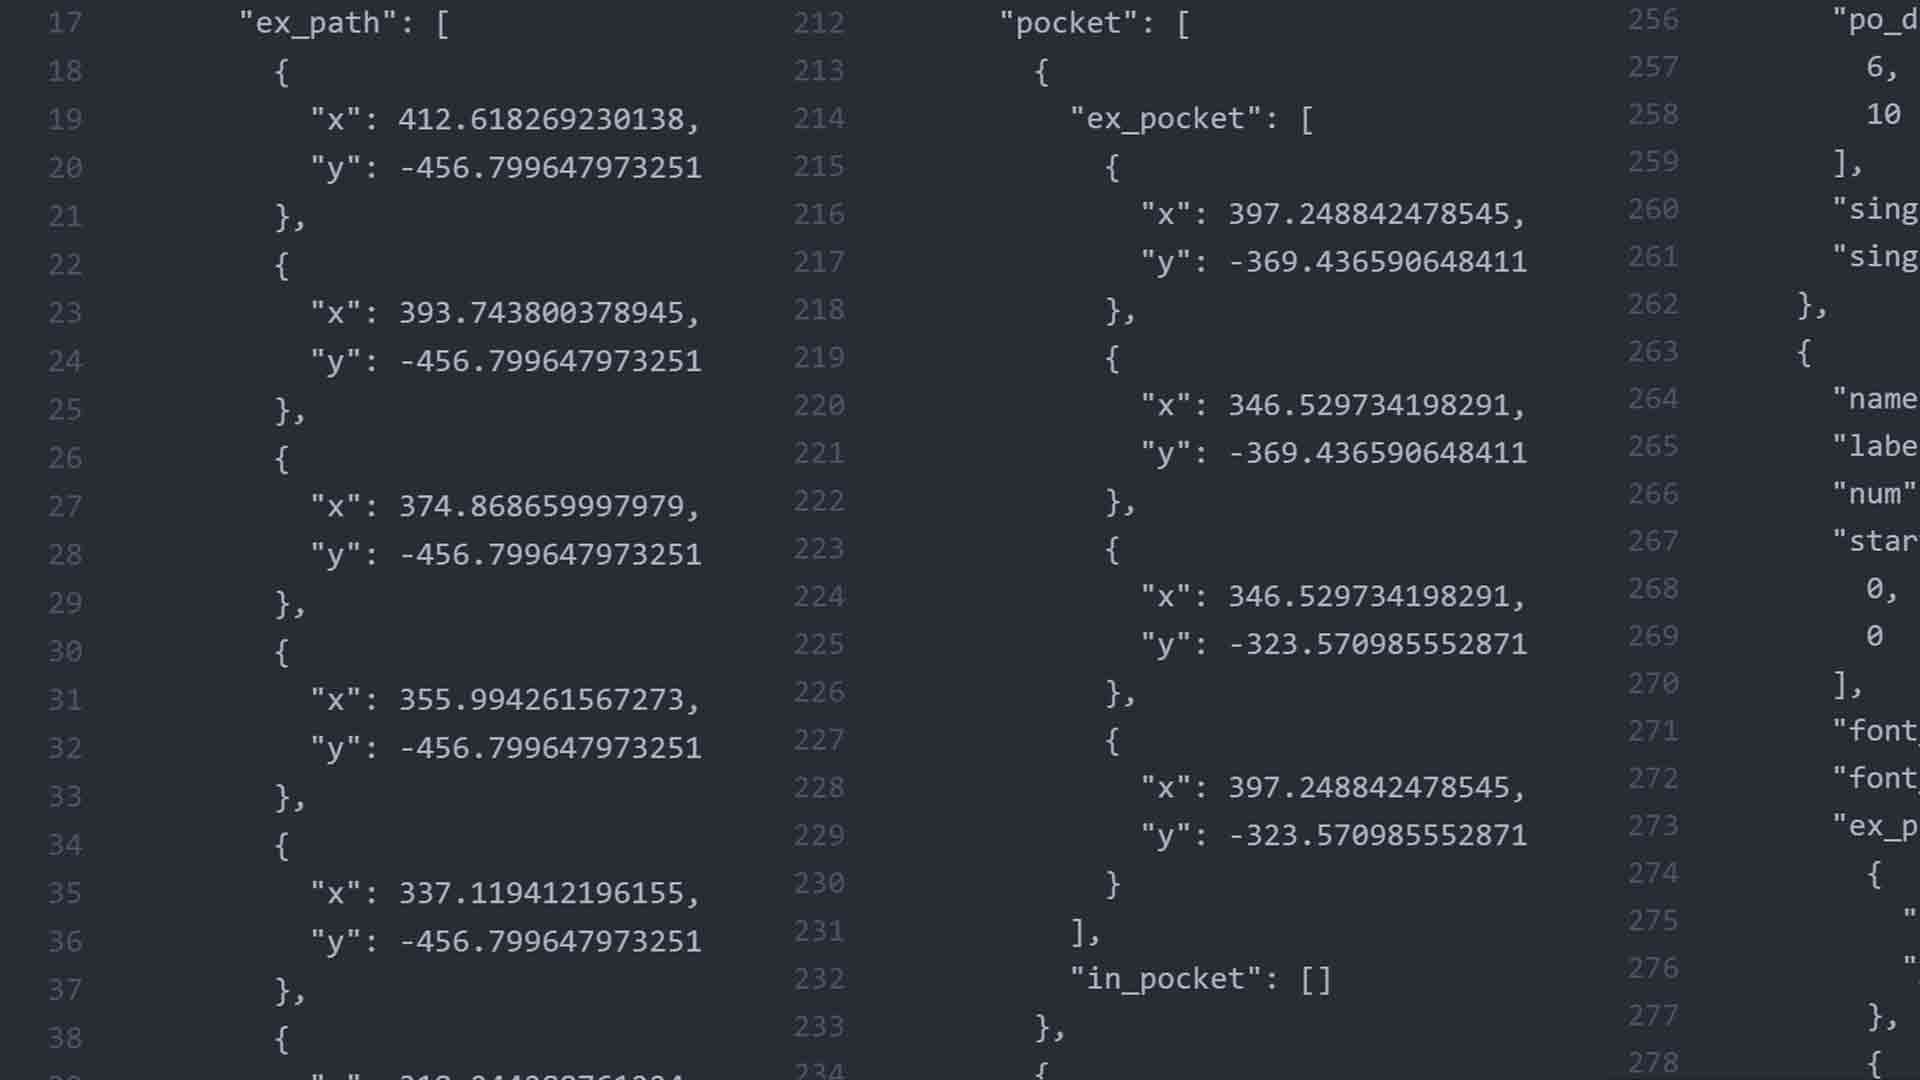 17 "ex_path": [
18 {
19 "x": 412.618269230138,
20 "y": -456.799647973251
21 },
22 {
23 "x": 393.743800378945,
24 "y": -456.799647973251
25 },
26 {
27 "x": 374.868659997979,
28 "y": -456.799647973251
29 },
30 {
31 "x": 355.994261567273,
32 "y": -456.799647973251
33 },
34 {
35 "x": 337.119412196155,
36 "y": -456.799647973251
37 },
38 {
212 "pocket": [
213 {
214 "ex_pocket": [
215 {
216 "x": 397.248842478545,
217 "y": -369.436590648411
218 },
219 {
220 "x": 346.529734198291,
221 "y": -369.436590648411
222 },
223 {
224 "x": 346.529734198291,
225 "y": -323.570985552871
226 },
227 {
228 "x": 397.248842478545,
229 "y": -323.570985552871
230 }
231 ],
232 "in_pocket": []
233 },
234 {
256 "po_d
257 6,
258 10
259 ],
260 "sing
261 "sing
262 },
263 {
264 "name
265 "labe
266 "num"
267 "star
268 0,
269 0
270 ],
271 "font_
272 "font_
273 "ex_p
274 {
275 "
276 "
277 },
278 {